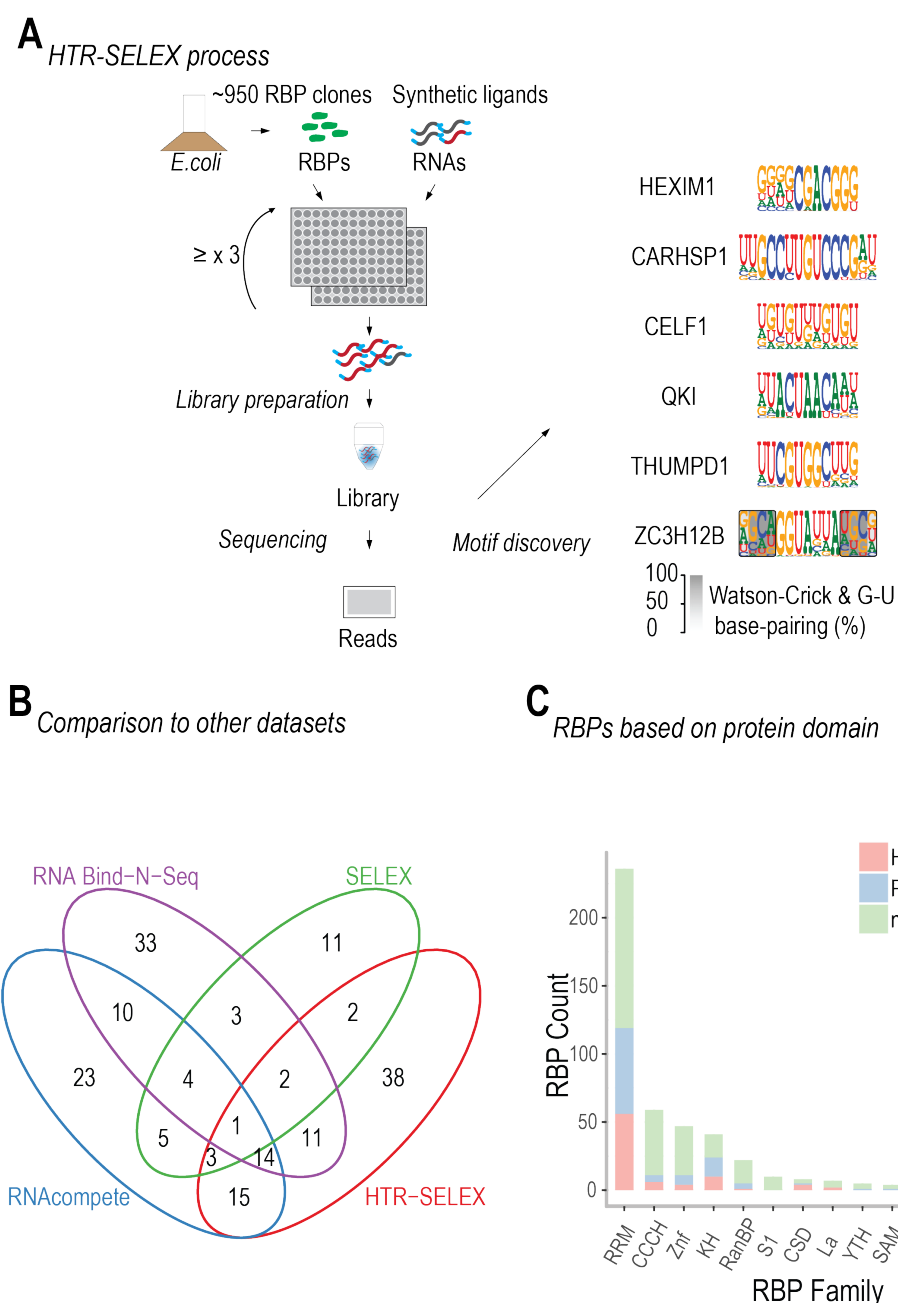 A
HTR-SELEX process
~950 RBP clones
Synthetic ligands
E.coli
RBPs
RNAs
≥ x 3
Library preparation
Library
Sequencing
Motif discovery
Reads
HEXIM1
CARHSP1
CELF1
QKI
THUMPD1
ZC3H12B
100
50
0
Watson-Crick & G-U
base-pairing (%)
B
Comparison to other datasets
RNA Bind−N−Seq
SELEX
33
11
10
3
2
23
4
2
38
5
1
11
3
14
15
RNAcompete
HTR−SELEX
C
RBPs based on protein domain
RBP Count
200
150
100
50
0
RRM
CCCH
Znf
KH
RanBP
S1
CSD
La
YTH
SAM
RBP Family